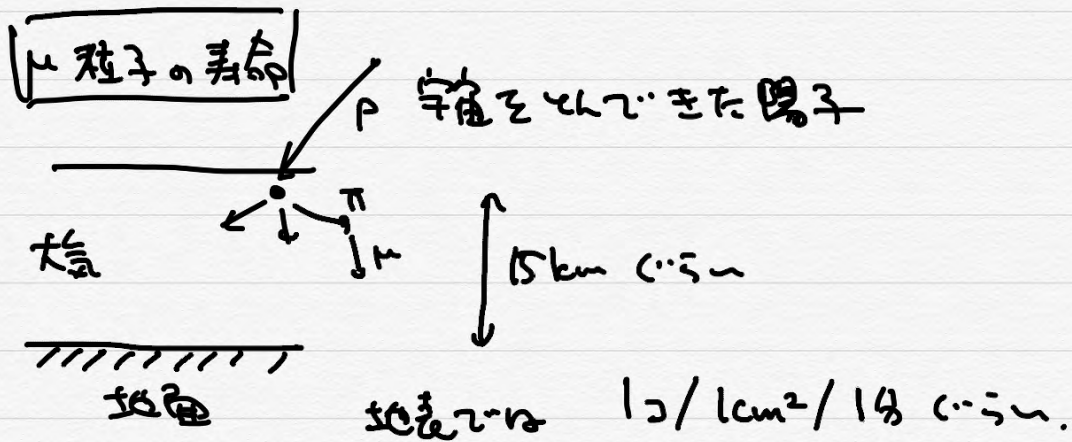 μ 粒子の寿命
p 宇宙をとんできた陽子
π
大気
μ
15km ぐらい
地面
地表では 1コ/1cm²/1分 ぐらい.